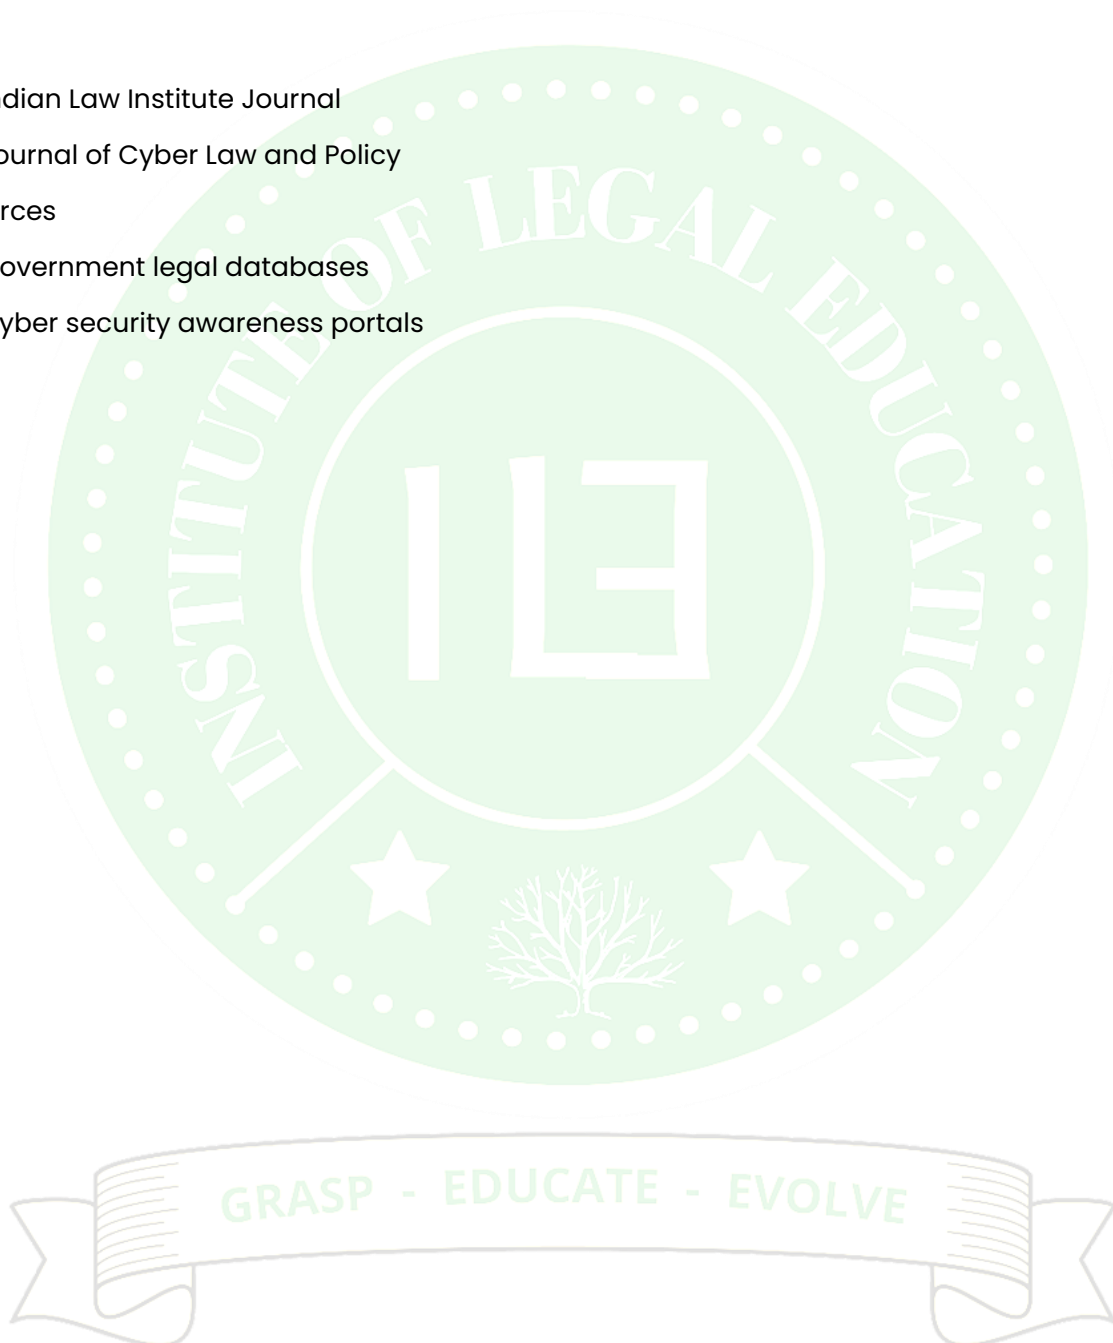 ndian Law Institute Journal
ournal of Cyber Law and Policy
rces
overnment legal databases
yber security awareness portals
INSTITUTE OF LEGAL EDUCATION
ILE
GRASP - EDUCATE - EVOLVE